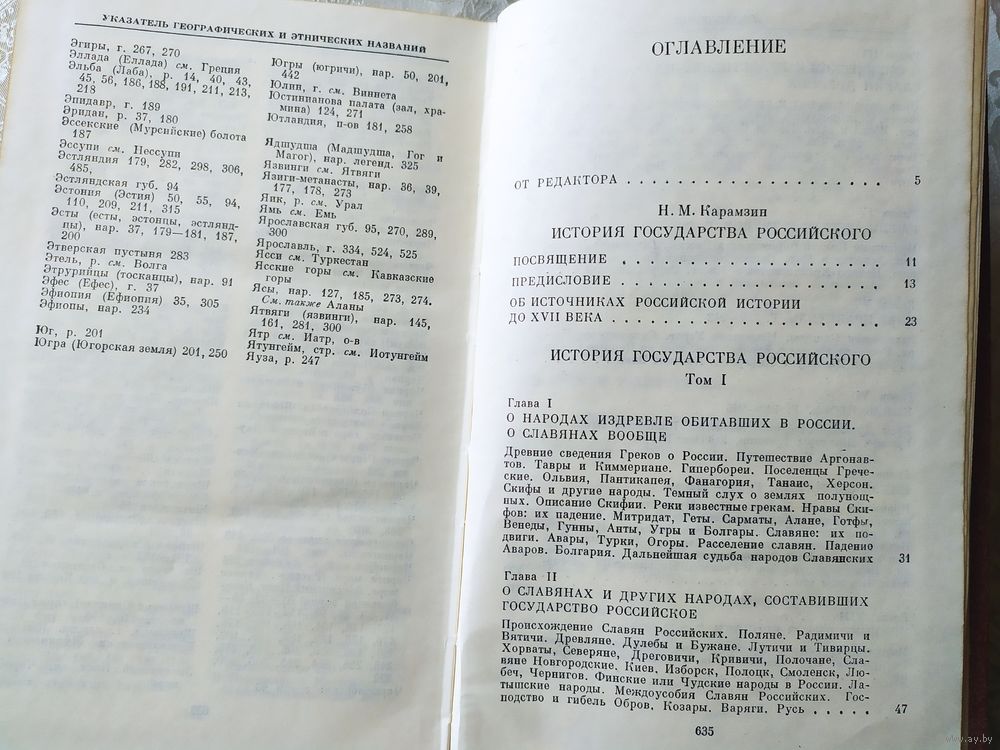 УКАЗАТЕЛЬ ГЕОГРАФИЧЕСКИХ И ЭТНИЧЕСКИХ НАЗВАНИЙ
Эгиры, г. 267, 270
Эллада (Еллада) см. Греция
Эльба (Лаба), р. 14, 40, 43,
45, 56, 186, 188, 191, 211, 213,
218
Эпидавр, г. 189
Эридан, р. 37, 180
Эссекские (Мурсийские) болота
187
Эссупи см. Нессупи
Эстляндия 179, 282, 298, 306,
485,
Эстляндская губ. 94
Эстония (Эстия) 50, 55, 94,
110, 209, 211, 315
Эсты (есты, эстонцы, эстлянд-
цы), нар. 37, 179—181, 187,
200
Этверская пустыня 283
Этель, р. см. Волга
Этрурийцы (тосканцы), нар. 91
Эфес (Ефес), г. 37
Эфиопия (Ефиопия) 35, 305
Эфиопы, нар. 234
Юг, р. 201
Югра (Югорская земля) 201, 250
Югры (югричи), нар. 50, 201,
442
Юлин, г. см. Виннета
Юстинианова палата (зал, хра-
мина) 124, 271
Ютландия, п-ов 181, 258
Ядшудша (Мадшудша, Гог и
Магог), нар. легенд. 325
Язвинги см. Ятвяги
Язиги-метанасты, нар. 36, 39,
177, 178, 273
Яик, р. см. Урал
Ямь см. Емь
Ярославская губ. 95, 270, 289,
300
Ярославль, г. 334, 524, 525
Ясси см. Туркестан
Ясские горы см. Кавказские
горы
Ясы, нар. 127, 185, 273, 274.
См. также Аланы
Ятвяги (язвинги), нар. 145,
161, 281, 300
Ятр см. Иатр, о-в
Ятунгейм, стр. см. Иотунгейм
Яуза, р. 247
ОГЛАВЛЕНИЕ
ОТ РЕДАКТОРА . . . . . . . . . . . . . . . . . . . . 5
Н. М. Карамзин
ИСТОРИЯ ГОСУДАРСТВА РОССИЙСКОГО
ПОСВЯЩЕНИЕ . . . . . . . . . . . . . . . . . . . . 11
ПРЕДИСЛОВИЕ . . . . . . . . . . . . . . . . . . . . 13
ОБ ИСТОЧНИКАХ РОССИЙСКОЙ ИСТОРИИ
ДО XVII ВЕКА . . . . . . . . . . . . . . . . . . . . 23
ИСТОРИЯ ГОСУДАРСТВА РОССИЙСКОГО
Том I
Глава I
О НАРОДАХ ИЗДРЕВЛЕ ОБИТАВШИХ В РОССИИ.
О СЛАВЯНАХ ВООБЩЕ
Древние сведения Греков о России. Путешествие Аргонав-
тов. Тавры и Киммериане. Гипербореи. Поселенцы Грече-
ские. Ольвия, Пантикапея, Фанагория, Танаис, Херсон.
Скифы и другие народы. Темный слух о землях полунощ-
ных. Описание Скифии. Реки известные грекам. Нравы Ски-
фов: их падение. Митридат, Геты. Сарматы, Алане, Готфы,
Венеды, Гунны, Анты, Угры и Болгары. Славяне: их по-
двиги. Авары, Турки, Огоры. Расселение славян. Падение
Аваров. Болгария. Дальнейшая судьба народов Славянских 31
Глава II
О СЛАВЯНАХ И ДРУГИХ НАРОДАХ, СОСТАВИВШИХ
ГОСУДАРСТВО РОССИЙСКОЕ
Происхождение Славян Российских. Поляне. Радимичи и
Вятичи. Древляне. Дулебы и Бужане. Лутичи и Тивирцы.
Хорваты, Северяне, Дреговичи, Кривичи, Полочане, Сла-
вяне Новгородские. Киев. Изборск, Полоцк, Смоленск, Лю-
беч, Чернигов. Финские или Чудские народы в России. Ла-
тышские народы. Междоусобия Славян Российских. Гос-
подство и гибель Обров. Козары. Варяги. Русь . . . . . 47
635